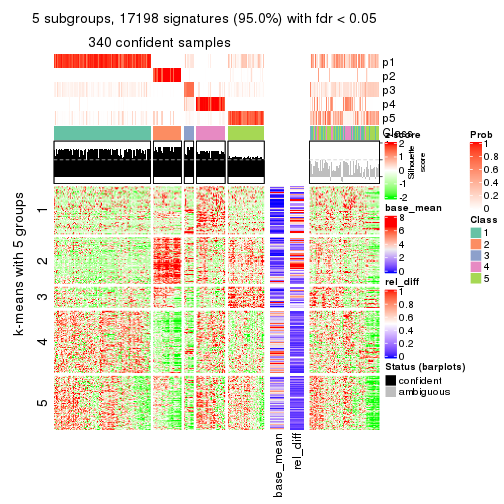 5 subgroups, 17198 signatures (95.0%) with fdr < 0.05
340 confident samples
p1
p2
p3
p4
p5
Class
Silhouette score
k-means with 5 groups
1
2
3
4
5
base_mean
rel_diff
z-score
2
1
0
-1
-2
base_mean
8
6
4
2
0
rel_diff
1
0.8
0.6
0.4
0.2
0
Status (barplots)
confident
ambiguous
Prob
1
0.8
0.6
0.4
0.2
0
Class
1
2
3
4
5